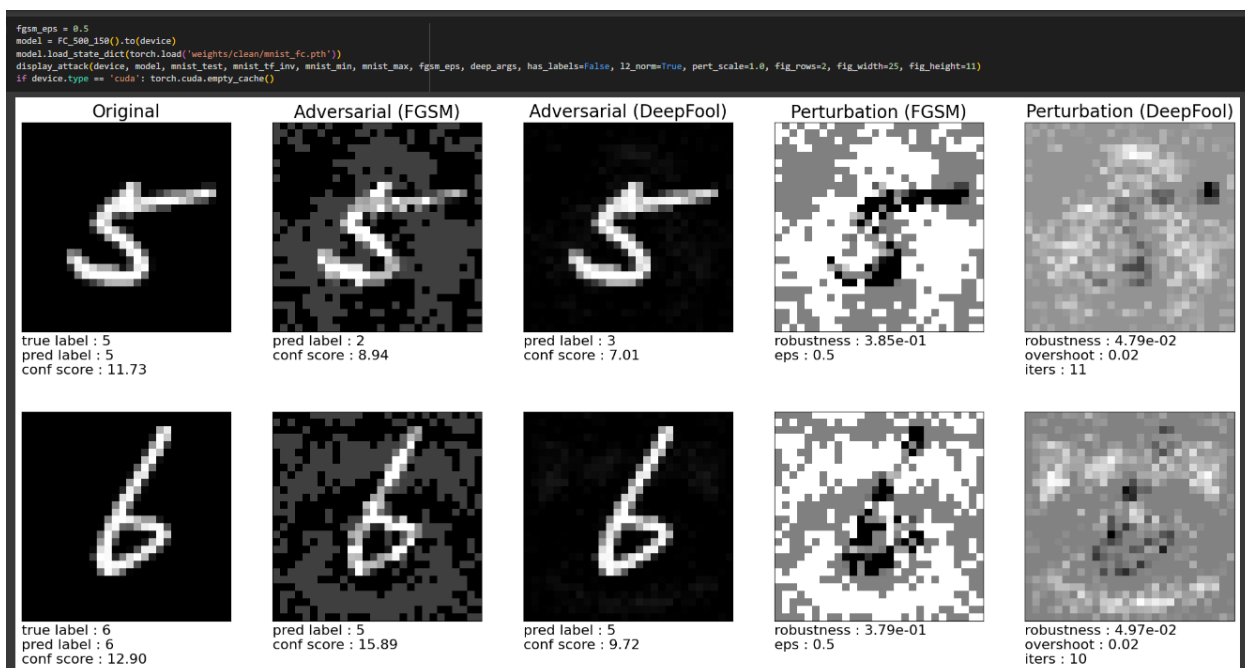 fgsm_eps = 0.5
model = FC_500_150().to(device)
model.load_state_dict(torch.load('weights/clean/mnist_fc.pth'))
display_attack(device, model, mnist_test, mnist_tf_inv, mnist_min, mnist_max, fgsm_eps, deep_args, has_labels=False, l2_norm=True, pert_scale=1.0, fig_rows=2, fig_width=25, fig_height=11)
if device.type == 'cuda': torch.cuda.empty_cache()
Original Adversarial (FGSM) Adversarial (DeepFool) Perturbation (FGSM) Perturbation (DeepFool)
true label : 5 pred label : 2 pred label : 3 robustness : 3.85e-01 robustness : 4.79e-02
pred label : 5 conf score : 8.94 conf score : 7.01 eps : 0.5 overshoot : 0.02
conf score : 11.73 iters : 11
true label : 6 pred label : 5 pred label : 5 robustness : 3.79e-01 robustness : 4.97e-02
pred label : 6 conf score : 15.89 conf score : 9.72 eps : 0.5 overshoot : 0.02
conf score : 12.90 iters : 10